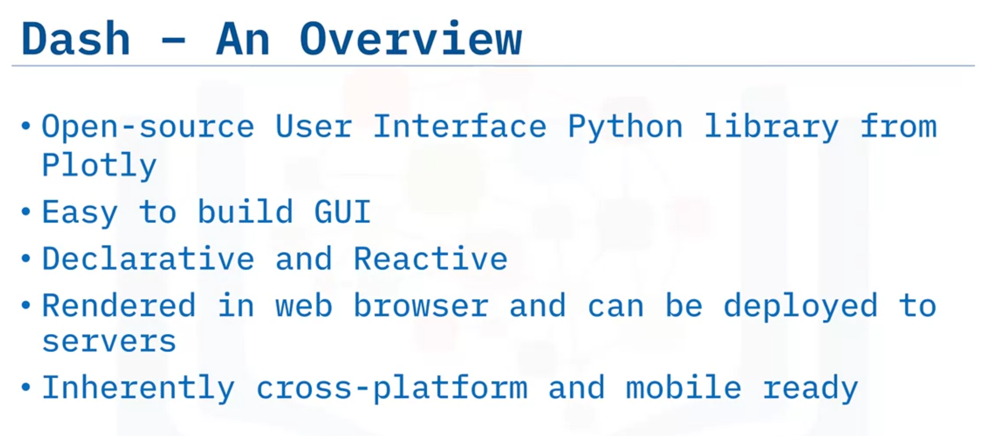 Dash – An Overview
• Open-source User Interface Python library from
Plotly
• Easy to build GUI
• Declarative and Reactive
• Rendered in web browser and can be deployed to
servers
• Inherently cross-platform and mobile ready